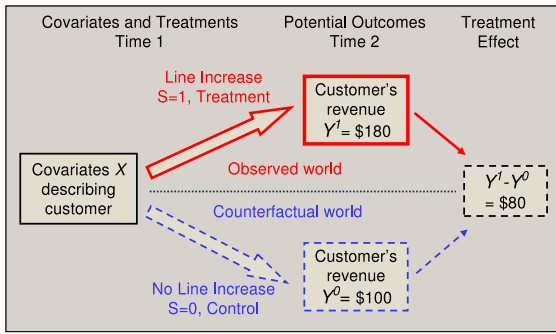 Covariates and Treatments
Time 1
Potential Outcomes
Time 2
Treatment
Effect
Line Increase
S=1, Treatment
Customer's
revenue
Y¹= $180
Covariates X
describing
customer
Observed world
Counterfactual world
Y¹-Y⁰
= $80
No Line Increase
S=0, Control
Customer's
revenue
Y⁰= $100